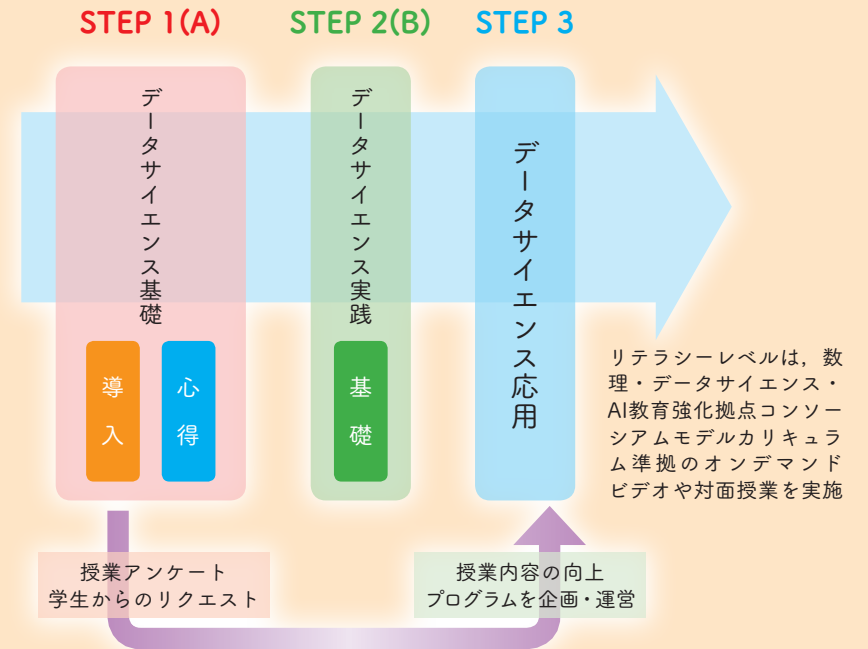 STEP 1(A)
STEP 2(B)
STEP 3
データサイエンス基礎
導入
心得
データサイエンス実践
基礎
データサイエンス応用
リテラシーレベルは，数
理・データサイエンス・
AI教育強化拠点コンソー
シアムモデルカリキュラ
ム準拠のオンデマンド
ビデオや対面授業を実施
授業アンケート
学生からのリクエスト
授業内容の向上
プログラムを企画・運営